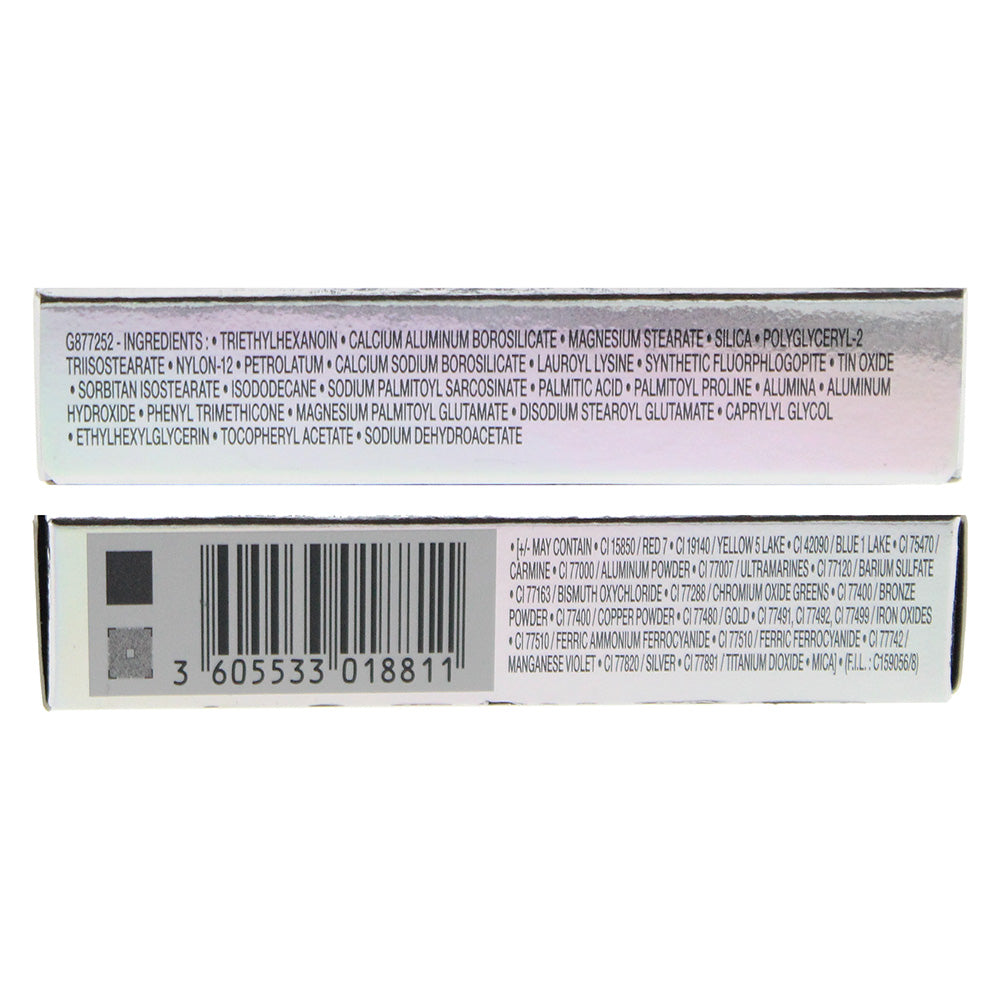 G877252 - INGREDIENTS : • TRIETHYLHEXANOIN • CALCIUM ALUMINUM BOROSILICATE • MAGNESIUM STEARATE • SILICA • POLYGLYCERYL-2
TRIISOSTEARATE • NYLON-12 • PETROLATUM • CALCIUM SODIUM BOROSILICATE • LAUROYL LYSINE • SYNTHETIC FLUORPHLOGOPITE • TIN OXIDE
• SORBITAN ISOSTEARATE • ISODODECANE • SODIUM PALMITOYL SARCOSINATE • PALMITIC ACID • PALMITOYL PROLINE • ALUMINA • ALUMINUM
HYDROXIDE • PHENYL TRIMETHICONE • MAGNESIUM PALMITOYL GLUTAMATE • DISODIUM STEAROYL GLUTAMATE • CAPRYLYL GLYCOL
• ETHYLHEXYLGLYCERIN • TOCOPHERYL ACETATE • SODIUM DEHYDROACETATE
• [+/- MAY CONTAIN • CI 15850 / RED 7 • CI 19140 / YELLOW 5 LAKE • CI 42090 / BLUE 1 LAKE • CI 75470 /
CARMINE • CI 77000 / ALUMINUM POWDER • CI 77007 / ULTRAMARINES • CI 77120 / BARIUM SULFATE
• CI 77163 / BISMUTH OXYCHLORIDE • CI 77288 / CHROMIUM OXIDE GREENS • CI 77400 / BRONZE
POWDER • CI 77400 / COPPER POWDER • CI 77480 / GOLD • CI 77491, CI 77492, CI 77499 / IRON OXIDES
• CI 77510 / FERRIC AMMONIUM FERROCYANIDE • CI 77510 / FERRIC FERROCYANIDE • CI 77742 /
MANGANESE VIOLET • CI 77820 / SILVER • CI 77891 / TITANIUM DIOXIDE • MICA] • (F.I.L. : C159056/8)
3 605533 018811